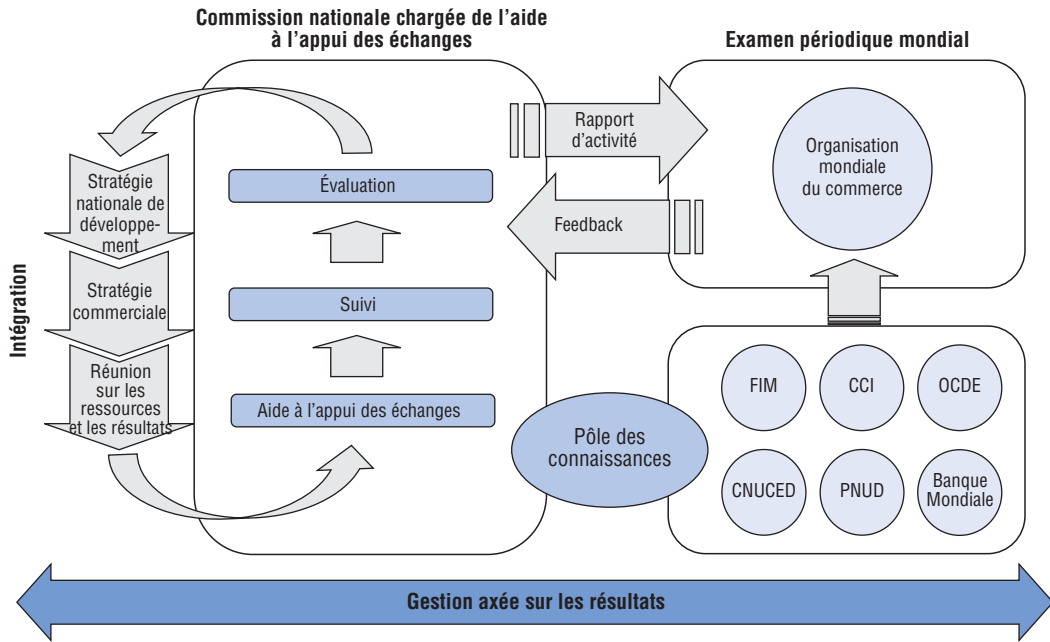 Commission nationale chargée de l'aide
à l'appui des échanges
Examen périodique mondial
Intégration
Stratégie
nationale de
développe-
ment
Stratégie
commerciale
Réunion
sur les
ressources
et les résultats
Évaluation
Suivi
Aide à l'appui des échanges
Rapport
d'activité
Feedback
Organisation
mondiale
du commerce
Pôle des
connaissances
FIM
CCI
OCDE
CNUCED
PNUD
Banque
Mondiale
Gestion axée sur les résultats